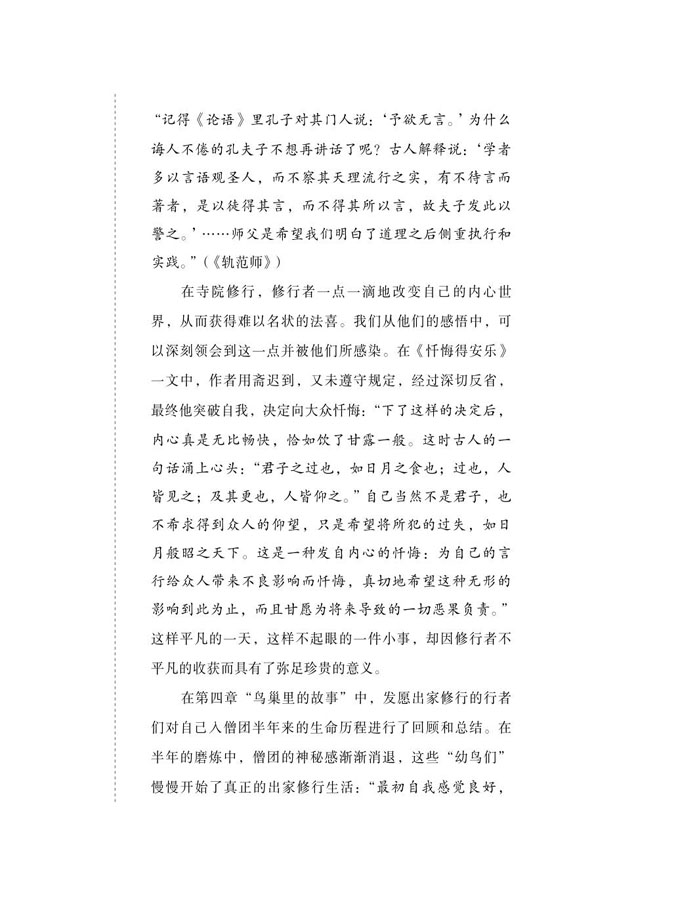 “记得《论语》里孔子对其门人说：‘予欲无言。’为什么
诲人不倦的孔夫子不想再讲话了呢？古人解释说：‘学者
多以言语观圣人，而不察其天理流行之实，有不待言而
著者，是以徒得其言，而不得其所以言，故夫子发此以
警之。’……师父是希望我们明白了道理之后侧重执行和
实践。”（《轨范师》）
在寺院修行，修行者一点一滴地改变自己的内心世
界，从而获得难以名状的法喜。我们从他们的感悟中，可
以深刻领会到这一点并被他们所感染。在《忏悔得安乐》
一文中，作者用斋迟到，又未遵守规定，经过深切反省，
最终他突破自我，决定向大众忏悔：“下了这样的决定后，
内心真是无比畅快，恰如饮了甘露一般。这时古人的一
句话涌上心头：“君子之过也，如日月之食也；过也，人
皆见之；及其更也，人皆仰之。”自己当然不是君子，也
不希求得到众人的仰望，只是希望将所犯的过失，如日
月般昭之天下。这是一种发自内心的忏悔：为自己的言
行给众人带来不良影响而忏悔，真切地希望这种无形的
影响到此为止，而且甘愿为将来导致的一切恶果负责。”
这样平凡的一天，这样不起眼的一件小事，却因修行者不
平凡的收获而具有了弥足珍贵的意义。
在第四章“鸟巢里的故事”中，发愿出家修行的行者
们对自己入僧团半年来的生命历程进行了回顾和总结。在
半年的磨炼中，僧团的神秘感渐渐消退，这些“幼鸟们”
慢慢开始了真正的出家修行生活：“最初自我感觉良好，